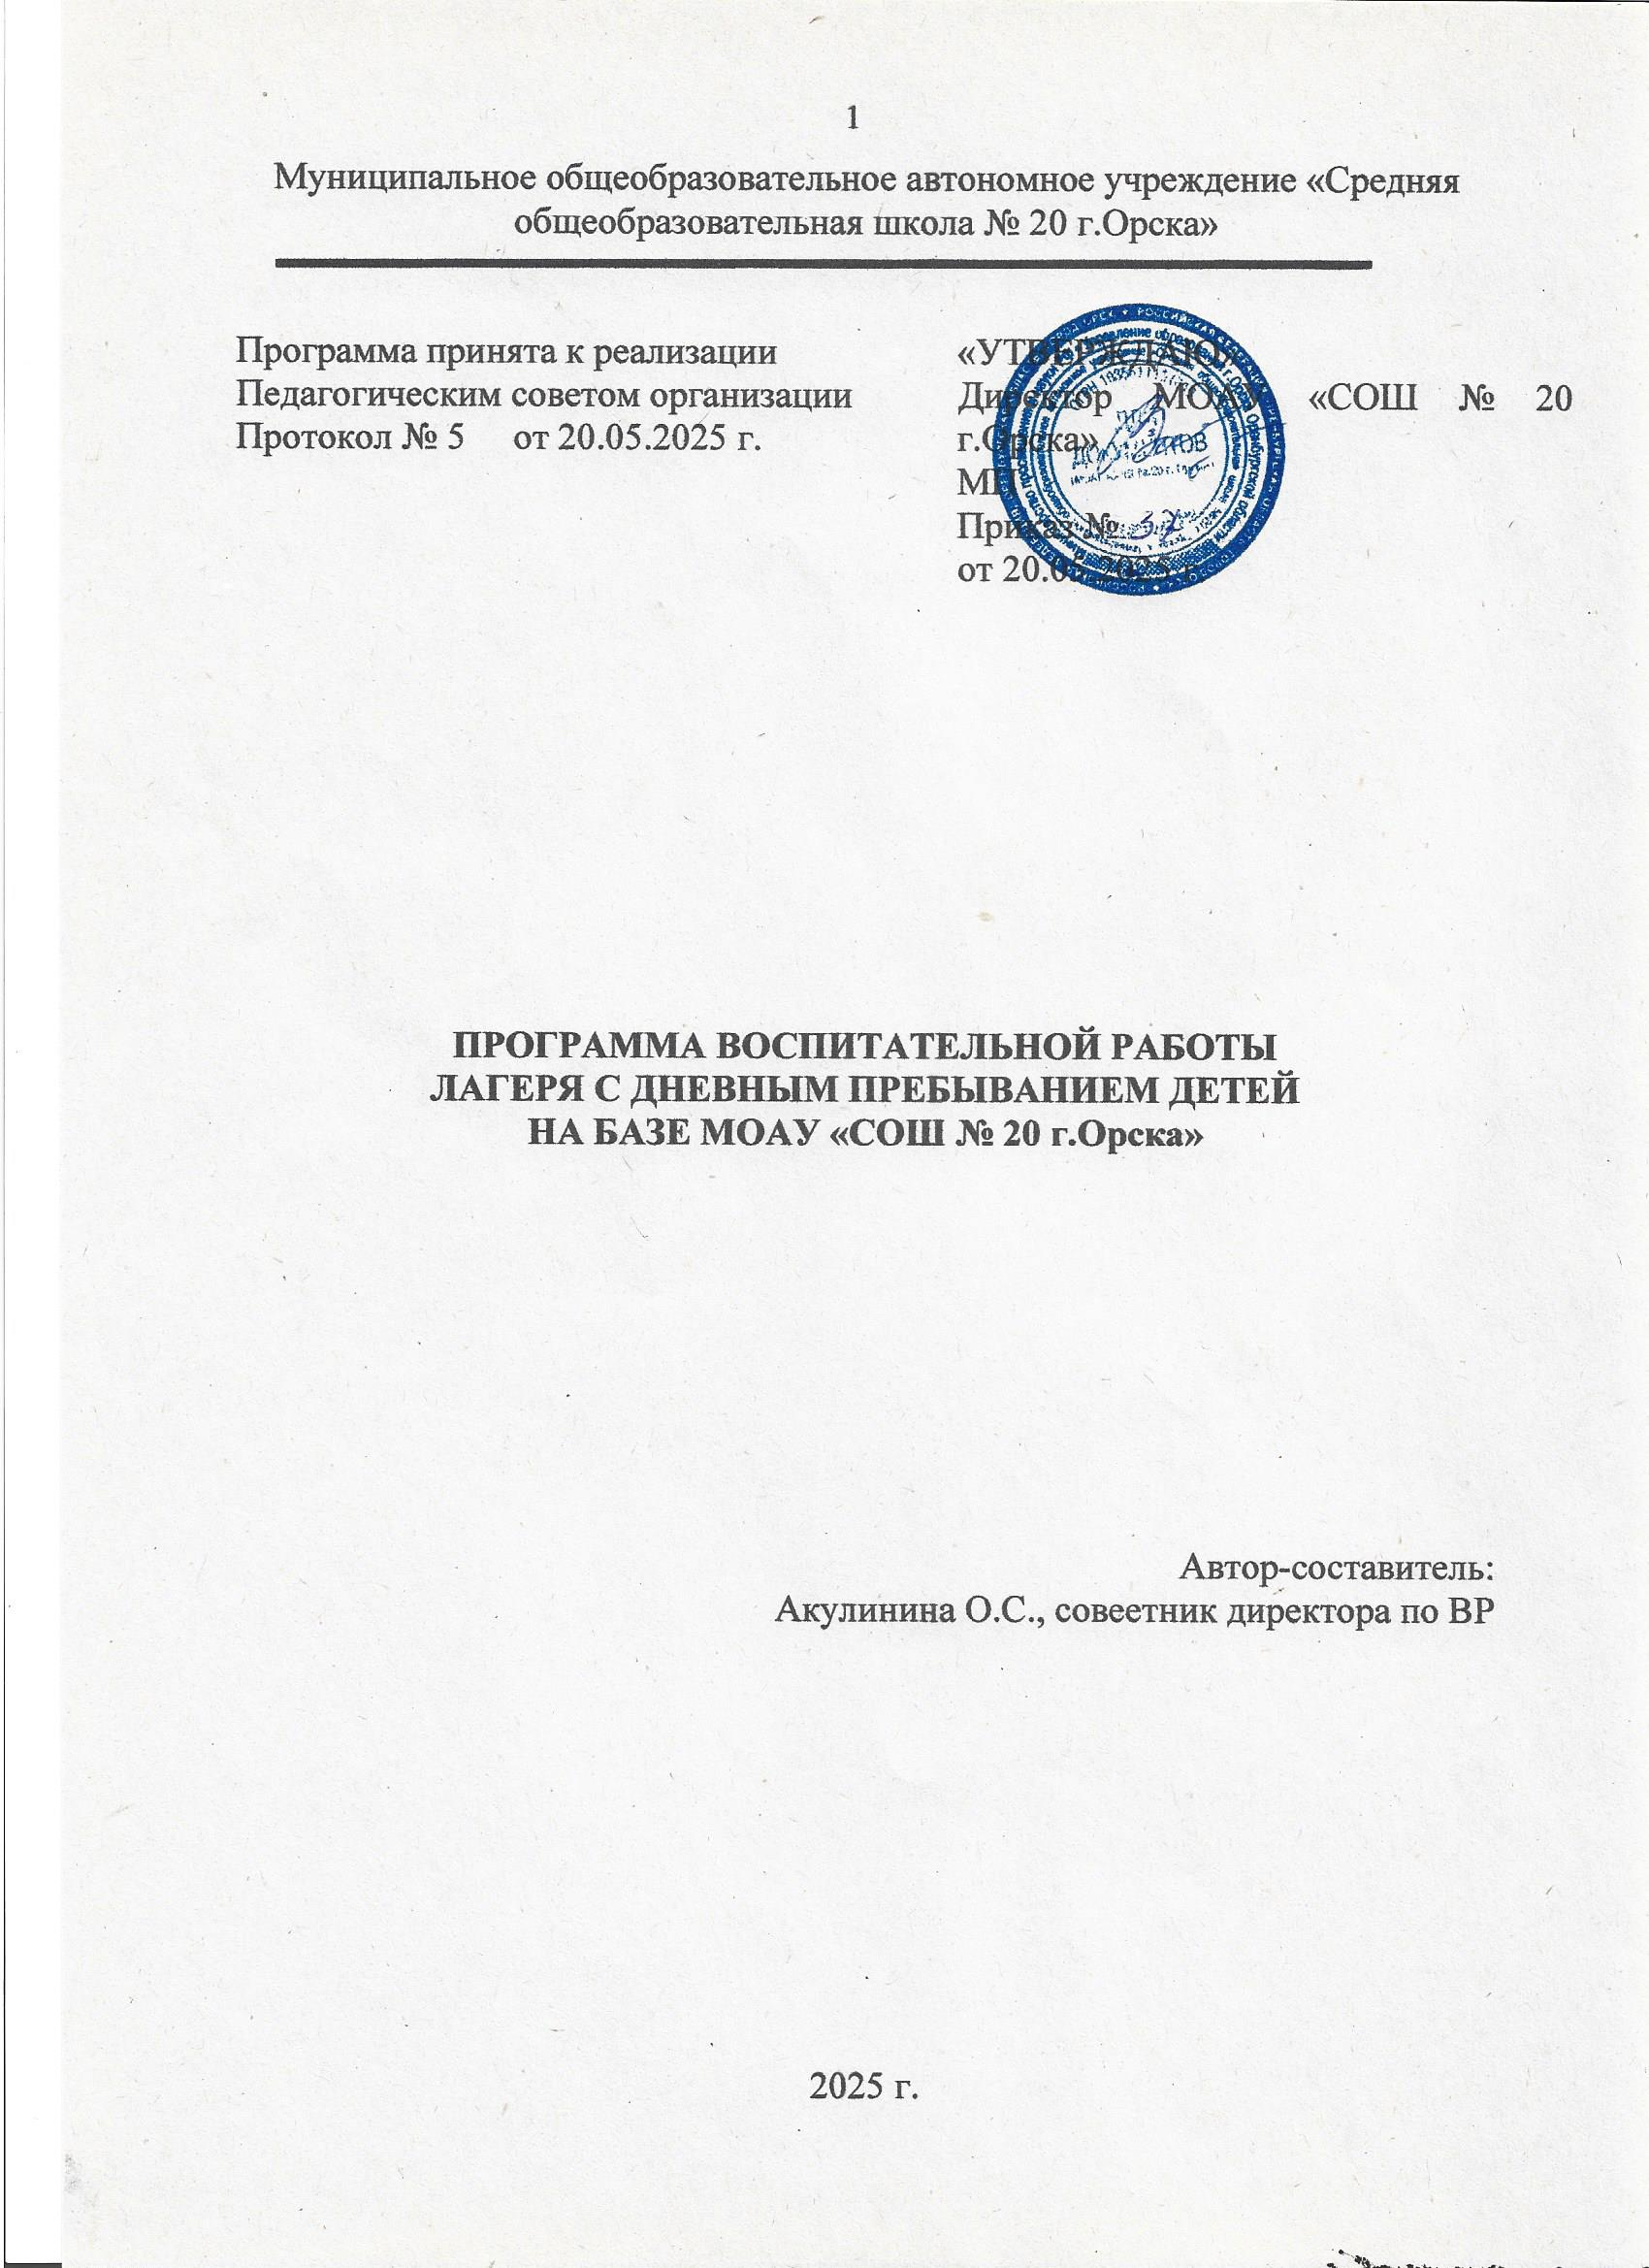 1
Муниципальное общеобразовательное автономное учреждение «Средняя
общеобразовательная школа № 20 г.Орска»
Программа принята к реализации
Педагогическим советом организации
Протокол № 5 от 20.05.2025 г.
«УТВЕРЖДАЮ»
Директор МОАУ «СОШ № 20
г.Орска»
МП
Приказ № 37
от 20.05.2025 г.
ПРОГРАММА ВОСПИТАТЕЛЬНОЙ РАБОТЫ
ЛАГЕРЯ С ДНЕВНЫМ ПРЕБЫВАНИЕМ ДЕТЕЙ
НА БАЗЕ МОАУ «СОШ № 20 г.Орска»
Автор-составитель:
Акулинина О.С., совеетник директора по ВР
2025 г.